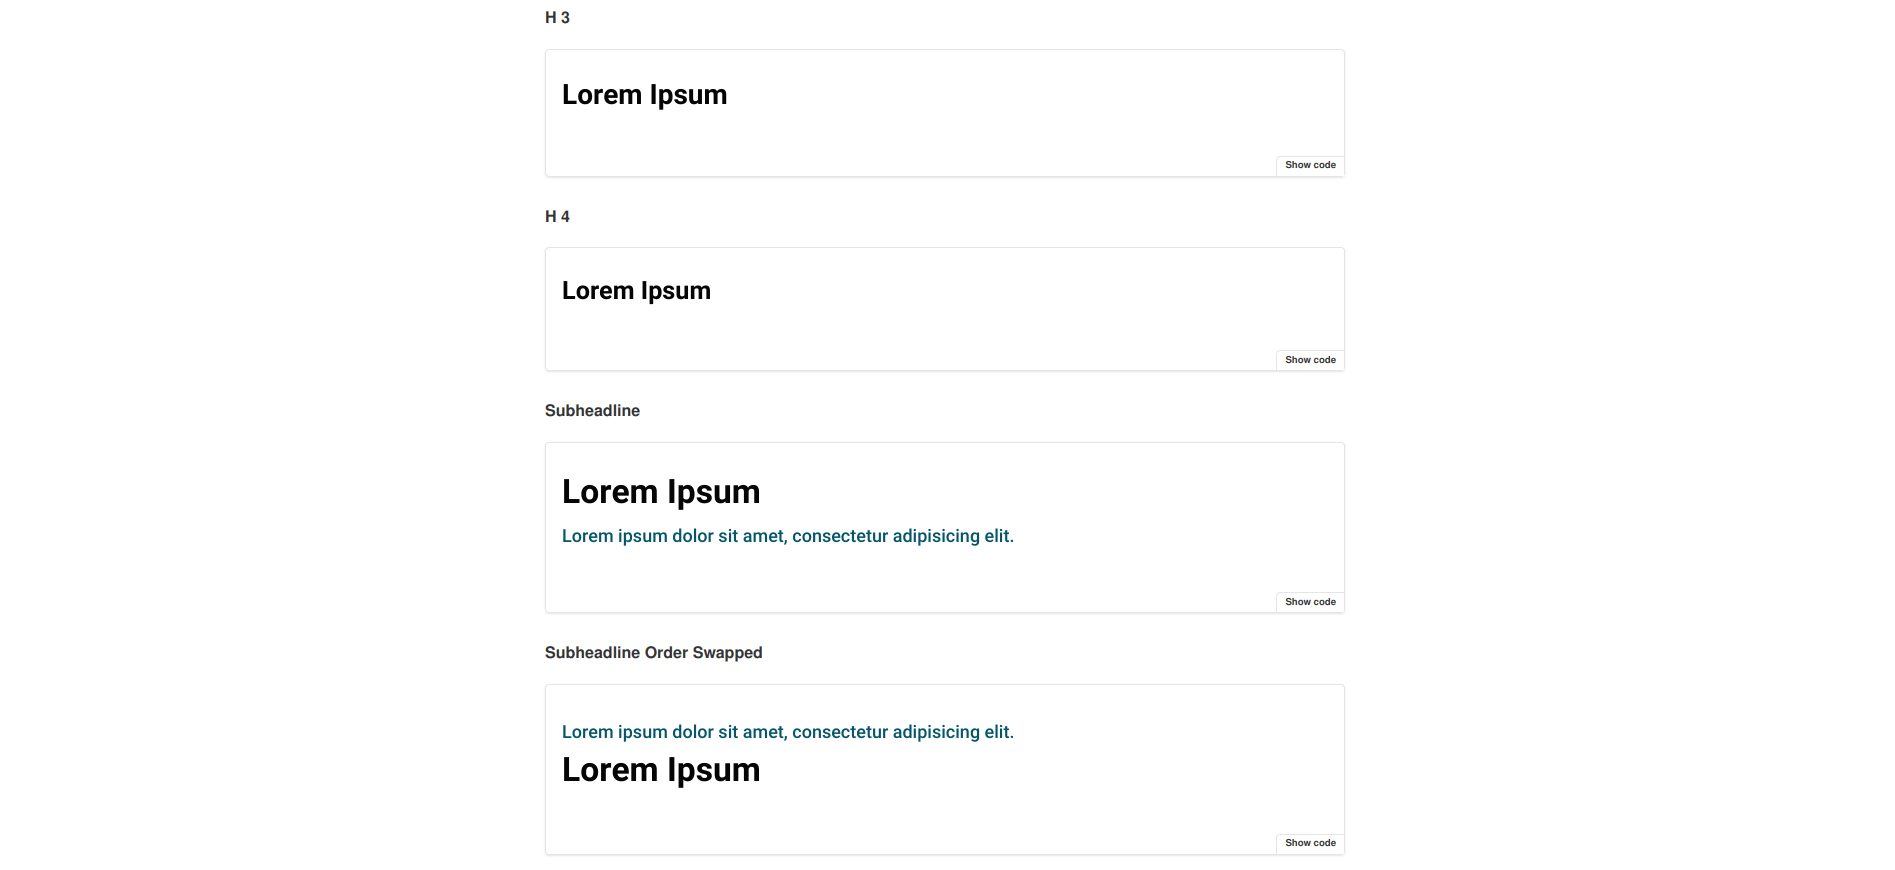 H 3
Lorem Ipsum
Show code
H 4
Lorem Ipsum
Show code
Subheadline
Lorem Ipsum
Lorem ipsum dolor sit amet, consectetur adipisicing elit.
Show code
Subheadline Order Swapped
Lorem ipsum dolor sit amet, consectetur adipisicing elit.
Lorem Ipsum
Show code